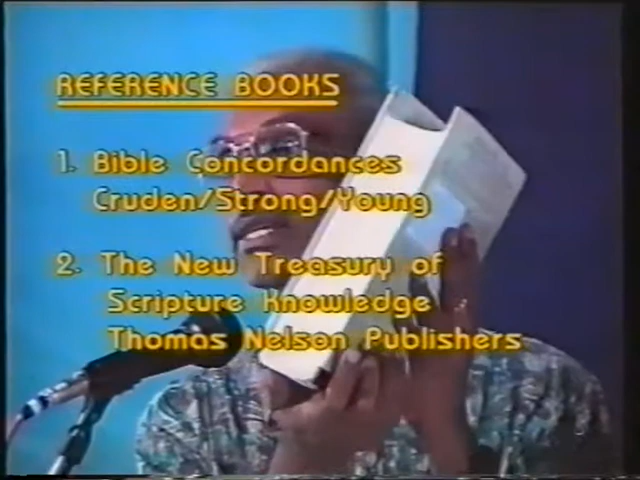 REFERENCE BOOKS
1. Bible Concordances
Cruden/Strong/Young
2. The New Treasury of
Scripture Knowledge
Thomas Nelson Publishers